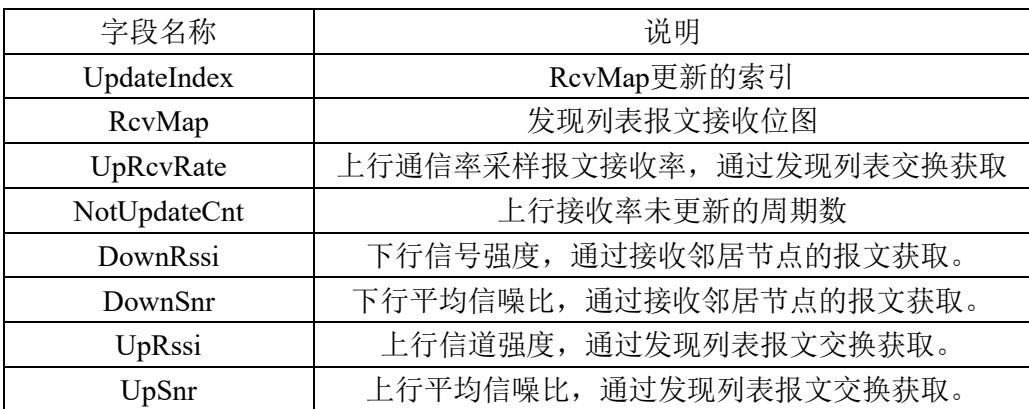 字段名称 说明
UpdateIndex RcvMap更新的索引
RcvMap 发现列表报文接收位图
UpRcvRate 上行通信率采样报文接收率，通过发现列表交换获取
NotUpdateCnt 上行接收率未更新的周期数
DownRssi 下行信号强度，通过接收邻居节点的报文获取。
DownSnr 下行平均信噪比，通过接收邻居节点的报文获取。
UpRssi 上行信道强度，通过发现列表报文交换获取。
UpSnr 上行平均信噪比，通过发现列表报文交换获取。